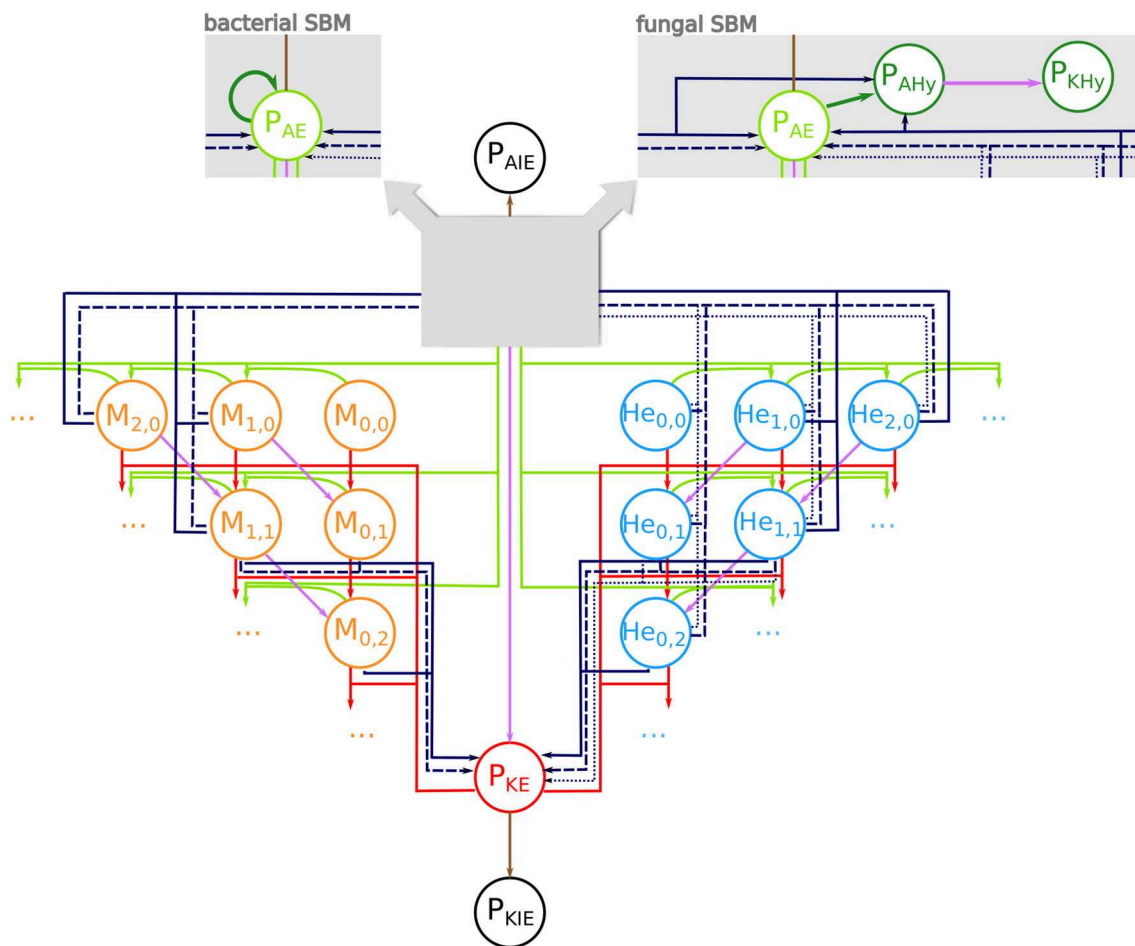 bacterial SBM
fungal SBM
P_AE
P_AE
P_AHy
P_KHy
P_AIE
... M_2,0 M_1,0 M_0,0 He_0,0 He_1,0 He_2,0 ...
... M_1,1 M_0,1 He_0,1 He_1,1 ...
... M_0,2 He_0,2 ...
... ...
P_KE
P_KIE